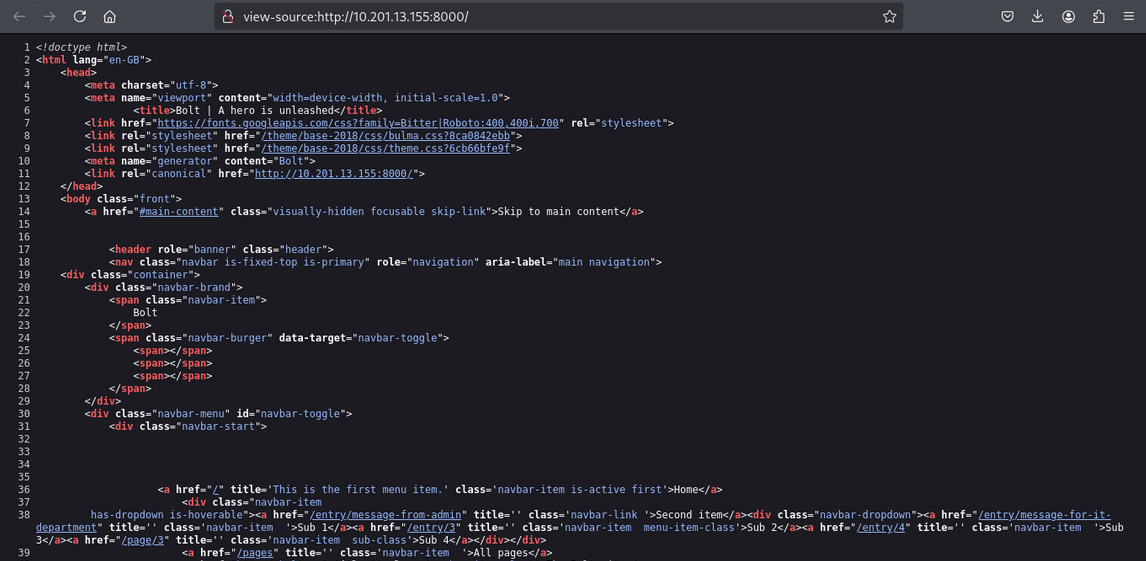 view-source:http://10.201.13.155:8000/
1 <!doctype html>
2 <html lang="en-GB">
3 <head>
4 <meta charset="utf-8">
5 <meta name="viewport" content="width=device-width, initial-scale=1.0">
6 <title>Bolt | A hero is unleashed</title>
7 <link href="https://fonts.googleapis.com/css?family=Bitter|Roboto:400,400i,700" rel="stylesheet">
8 <link rel="stylesheet" href="/theme/base-2018/css/bulma.css?8ca0842ebb">
9 <link rel="stylesheet" href="/theme/base-2018/css/theme.css?6cb66bfe9f">
10 <meta name="generator" content="Bolt">
11 <link rel="canonical" href="http://10.201.13.155:8000/">
12 </head>
13 <body class="front">
14 <a href="#main-content" class="visually-hidden focusable skip-link">Skip to main content</a>
15
16
17 <header role="banner" class="header">
18 <nav class="navbar is-fixed-top is-primary" role="navigation" aria-label="main navigation">
19 <div class="container">
20 <div class="navbar-brand">
21 <span class="navbar-item">
22 Bolt
23 </span>
24 <span class="navbar-burger" data-target="navbar-toggle">
25 <span></span>
26 <span></span>
27 <span></span>
28 </span>
29 </div>
30 <div class="navbar-menu" id="navbar-toggle">
31 <div class="navbar-start">
32
33
34
35
36 <a href="/" title='This is the first menu item.' class='navbar-item is-active first'>Home</a>
37 <div class="navbar-item
38 has-dropdown is-hoverable"><a href="/entry/message-from-admin" title='' class='navbar-link '>Second item</a><div class="navbar-dropdown"><a href="/entry/message-for-it-
department" title='' class='navbar-item '>Sub 1</a><a href="/entry/3" title='' class='navbar-item menu-item-class'>Sub 2</a><a href="/entry/4" title='' class='navbar-item '>Sub
3</a><a href="/page/3" title='' class='navbar-item sub-class'>Sub 4</a></div></div>
39 <a href="/pages" title='' class='navbar-item '>All pages</a>